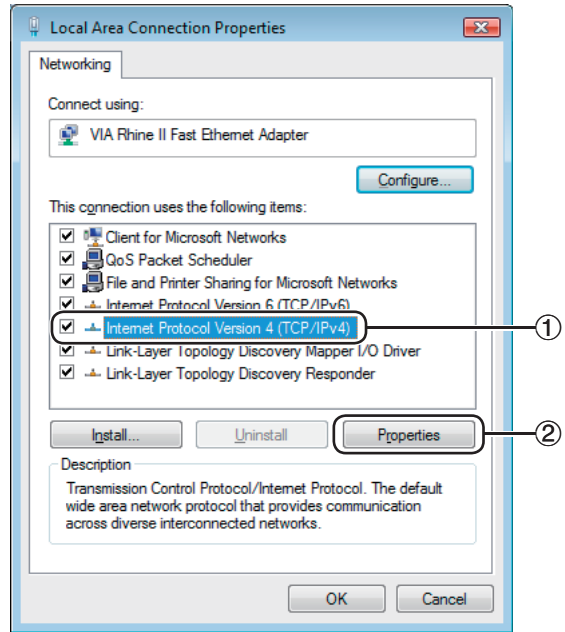 Local Area Connection Properties
Networking
Connect using:
VIA Rhine II Fast Ethernet Adapter
Configure...
This connection uses the following items:
Client for Microsoft Networks
QoS Packet Scheduler
File and Printer Sharing for Microsoft Networks
Internet Protocol Version 6 (TCP/IPv6)
Internet Protocol Version 4 (TCP/IPv4)
①
Link-Layer Topology Discovery Mapper I/O Driver
Link-Layer Topology Discovery Responder
Install... Uninstall Properties
②
Description
Transmission Control Protocol/Internet Protocol. The default
wide area network protocol that provides communication
across diverse interconnected networks.
OK Cancel